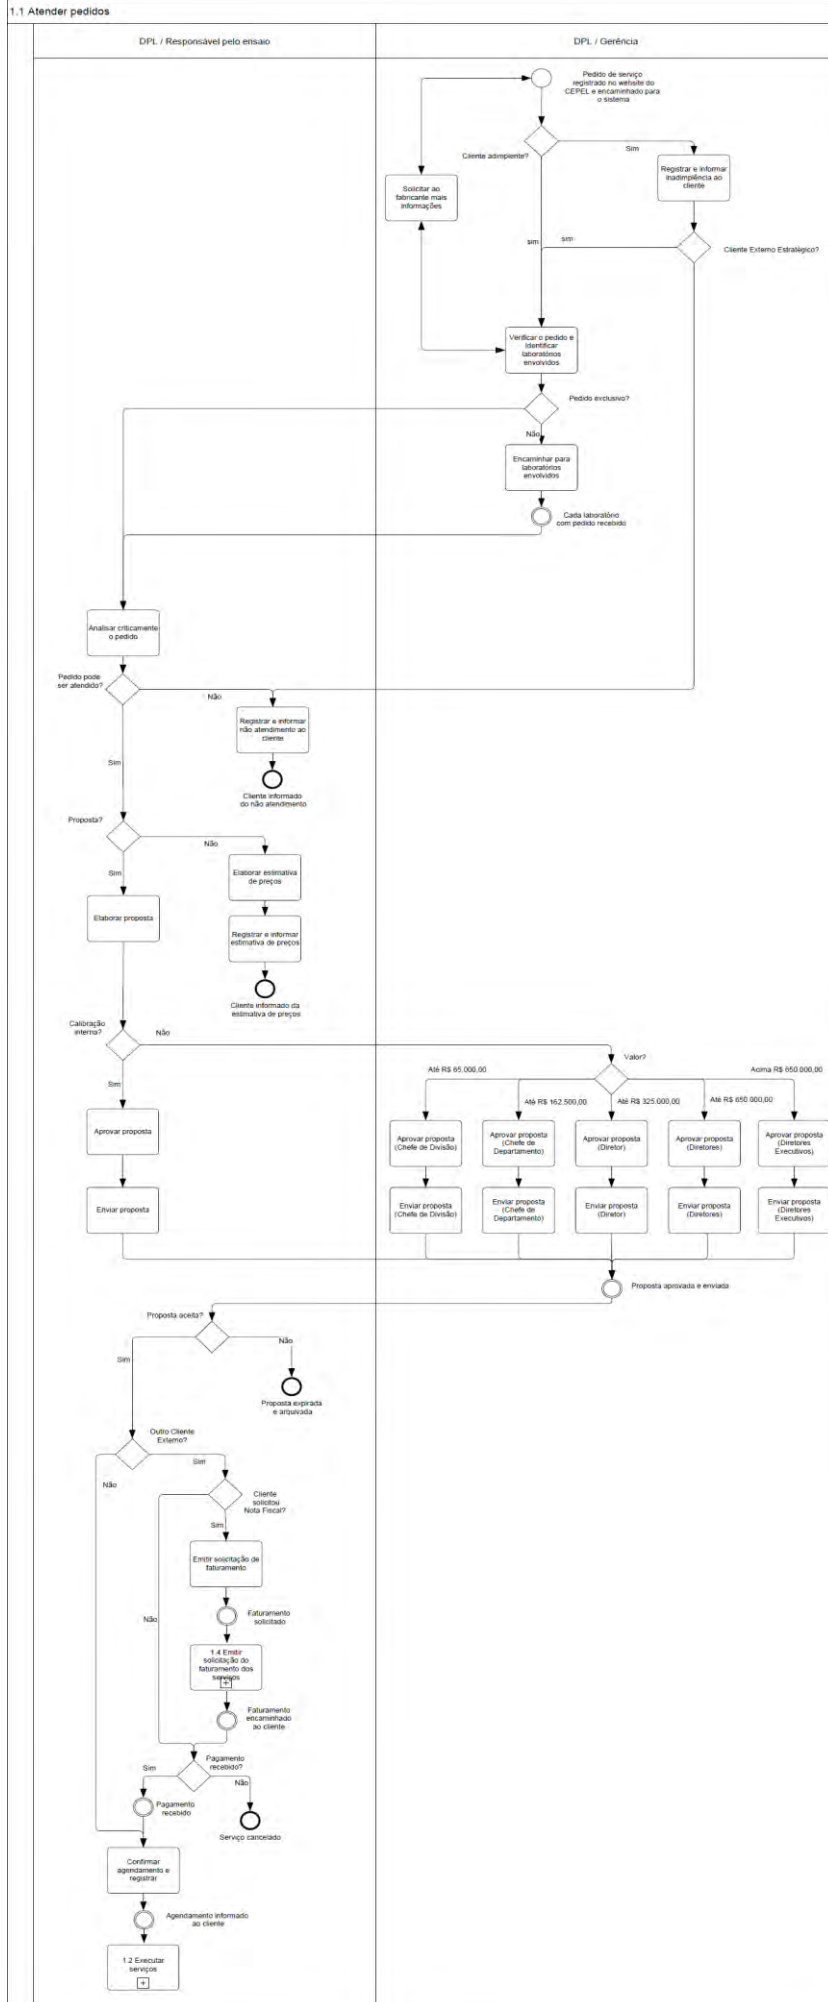 1.1 Atender pedidos
DPL / Responsável pelo ensaio
DPL / Gerência
Pedido de serviço
registrado no website do
CEPEL e encaminhado para
o sistema
Cliente adimplente?
Sim
Registrar e informar
inadimplência ao
cliente
Solicitar ao
fabricante mais
informações
sim
sim
Cliente Externo Estratégico?
Verificar o pedido e
Identificar
laboratórios
envolvidos
Pedido exclusivo?
Não
Encaminhar para
laboratórios
envolvidos
Cada laboratório
com pedido recebido
Analisar criticamente
o pedido
Pedido pode
ser atendido?
Não
Registrar e informar
não atendimento ao
cliente
Sim
Cliente informado
do não atendimento
Proposta?
Não
Sim
Elaborar estimativa
de preços
Elaborar proposta
Registrar e informar
estimativa de preços
Cliente informado da
estimativa de preços
Calibração
interna?
Não
Valor?
Sim
Até R$ 65.000,00
Até R$ 162.500,00
Até R$ 325.000,00
Até R$ 650.000,00
Acima R$ 650.000,00
Aprovar proposta
Aprovar proposta
(Chefe de Divisão)
Aprovar proposta
(Chefe de
Departamento)
Aprovar proposta
(Diretor)
Aprovar proposta
(Diretores)
Aprovar proposta
(Diretores
Executivos)
Enviar proposta
Enviar proposta
(Chefe de Divisão)
Enviar proposta
(Chefe de
Departamento)
Enviar proposta
(Diretor)
Enviar proposta
(Diretores)
Enviar proposta
(Diretores
Executivos)
Proposta aprovada e enviada
Proposta aceita?
Não
Sim
Proposta expirada
e arquivada
Outro Cliente
Externo?
Sim
Não
Cliente
solicitou
Nota Fiscal?
Sim
Emitir solicitação de
faturamento
Não
Faturamento
solicitado
1.4 Emitir
solicitação do
faturamento dos
serviços
Faturamento
encaminhado
ao cliente
Pagamento
recebido?
Sim
Não
Pagamento
recebido
Serviço cancelado
Confirmar
agendamento e
registrar
Agendamento informado
ao cliente
1.2 Executar
serviços